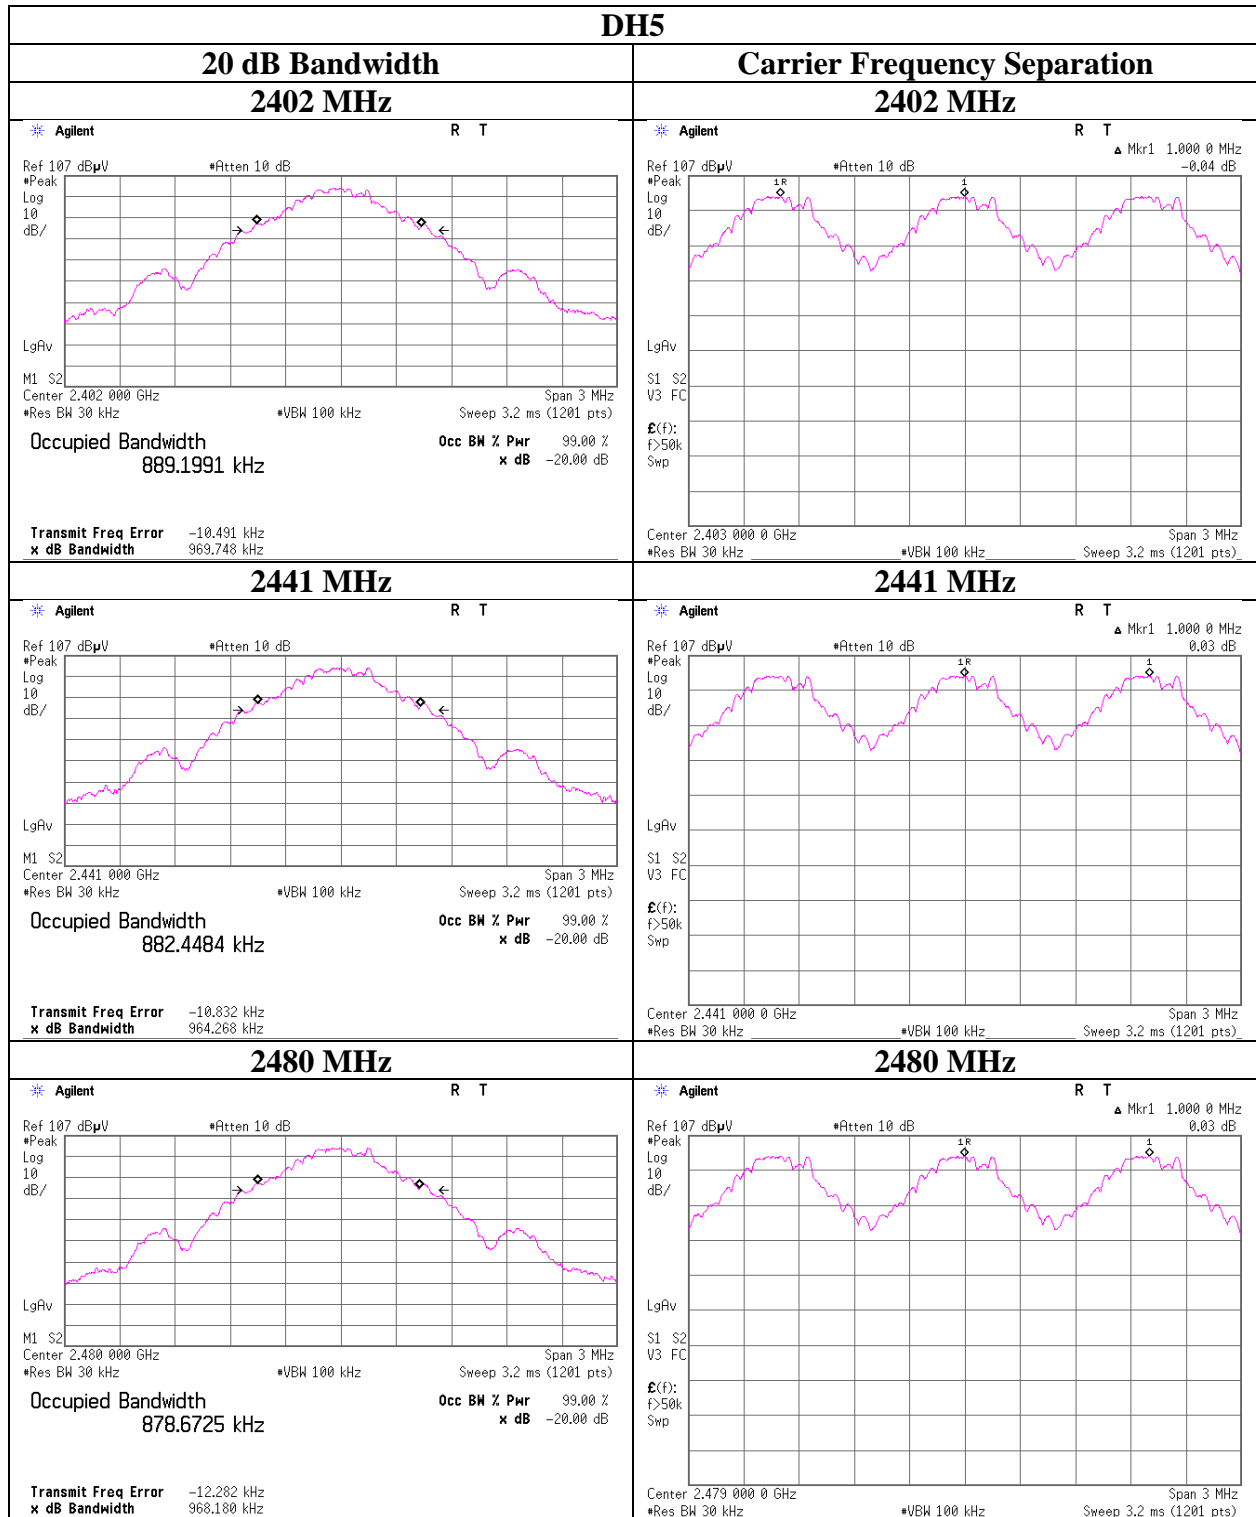 DH5
20 dB Bandwidth
Carrier Frequency Separation
2402 MHz
2402 MHz
Agilent
R T
Ref 107 dBµV
#Atten 10 dB
#Peak
Log
10
dB/
LgAv
M1 S2
Center 2.402 000 GHz
Span 3 MHz
#Res BW 30 kHz
#VBW 100 kHz
Sweep 3.2 ms (1201 pts)
Occupied Bandwidth
889.1991 kHz
Occ BW % Pwr 99.00 %
x dB -20.00 dB
Transmit Freq Error -10.491 kHz
x dB Bandwidth 969.748 kHz
Agilent
R T
Δ Mkr1 1.000 0 MHz
Ref 107 dBµV
#Atten 10 dB
-0.04 dB
#Peak
Log
10
dB/
1R
1
LgAv
S1 S2
V3 FC
£(f):
f>50k
Swp
Center 2.403 000 0 GHz
Span 3 MHz
#Res BW 30 kHz
#VBW 100 kHz
Sweep 3.2 ms (1201 pts)
2441 MHz
2441 MHz
Agilent
R T
Ref 107 dBµV
#Atten 10 dB
#Peak
Log
10
dB/
LgAv
M1 S2
Center 2.441 000 GHz
Span 3 MHz
#Res BW 30 kHz
#VBW 100 kHz
Sweep 3.2 ms (1201 pts)
Occupied Bandwidth
882.4484 kHz
Occ BW % Pwr 99.00 %
x dB -20.00 dB
Transmit Freq Error -10.832 kHz
x dB Bandwidth 964.268 kHz
Agilent
R T
Δ Mkr1 1.000 0 MHz
Ref 107 dBµV
#Atten 10 dB
0.03 dB
#Peak
Log
10
dB/
1R
1
LgAv
S1 S2
V3 FC
£(f):
f>50k
Swp
Center 2.441 000 0 GHz
Span 3 MHz
#Res BW 30 kHz
#VBW 100 kHz
Sweep 3.2 ms (1201 pts)
2480 MHz
2480 MHz
Agilent
R T
Ref 107 dBµV
#Atten 10 dB
#Peak
Log
10
dB/
LgAv
M1 S2
Center 2.480 000 GHz
Span 3 MHz
#Res BW 30 kHz
#VBW 100 kHz
Sweep 3.2 ms (1201 pts)
Occupied Bandwidth
878.6725 kHz
Occ BW % Pwr 99.00 %
x dB -20.00 dB
Transmit Freq Error -12.282 kHz
x dB Bandwidth 968.180 kHz
Agilent
R T
Δ Mkr1 1.000 0 MHz
Ref 107 dBµV
#Atten 10 dB
0.03 dB
#Peak
Log
10
dB/
1R
1
LgAv
S1 S2
V3 FC
£(f):
f>50k
Swp
Center 2.479 000 0 GHz
Span 3 MHz
#Res BW 30 kHz
#VBW 100 kHz
Sweep 3.2 ms (1201 pts)